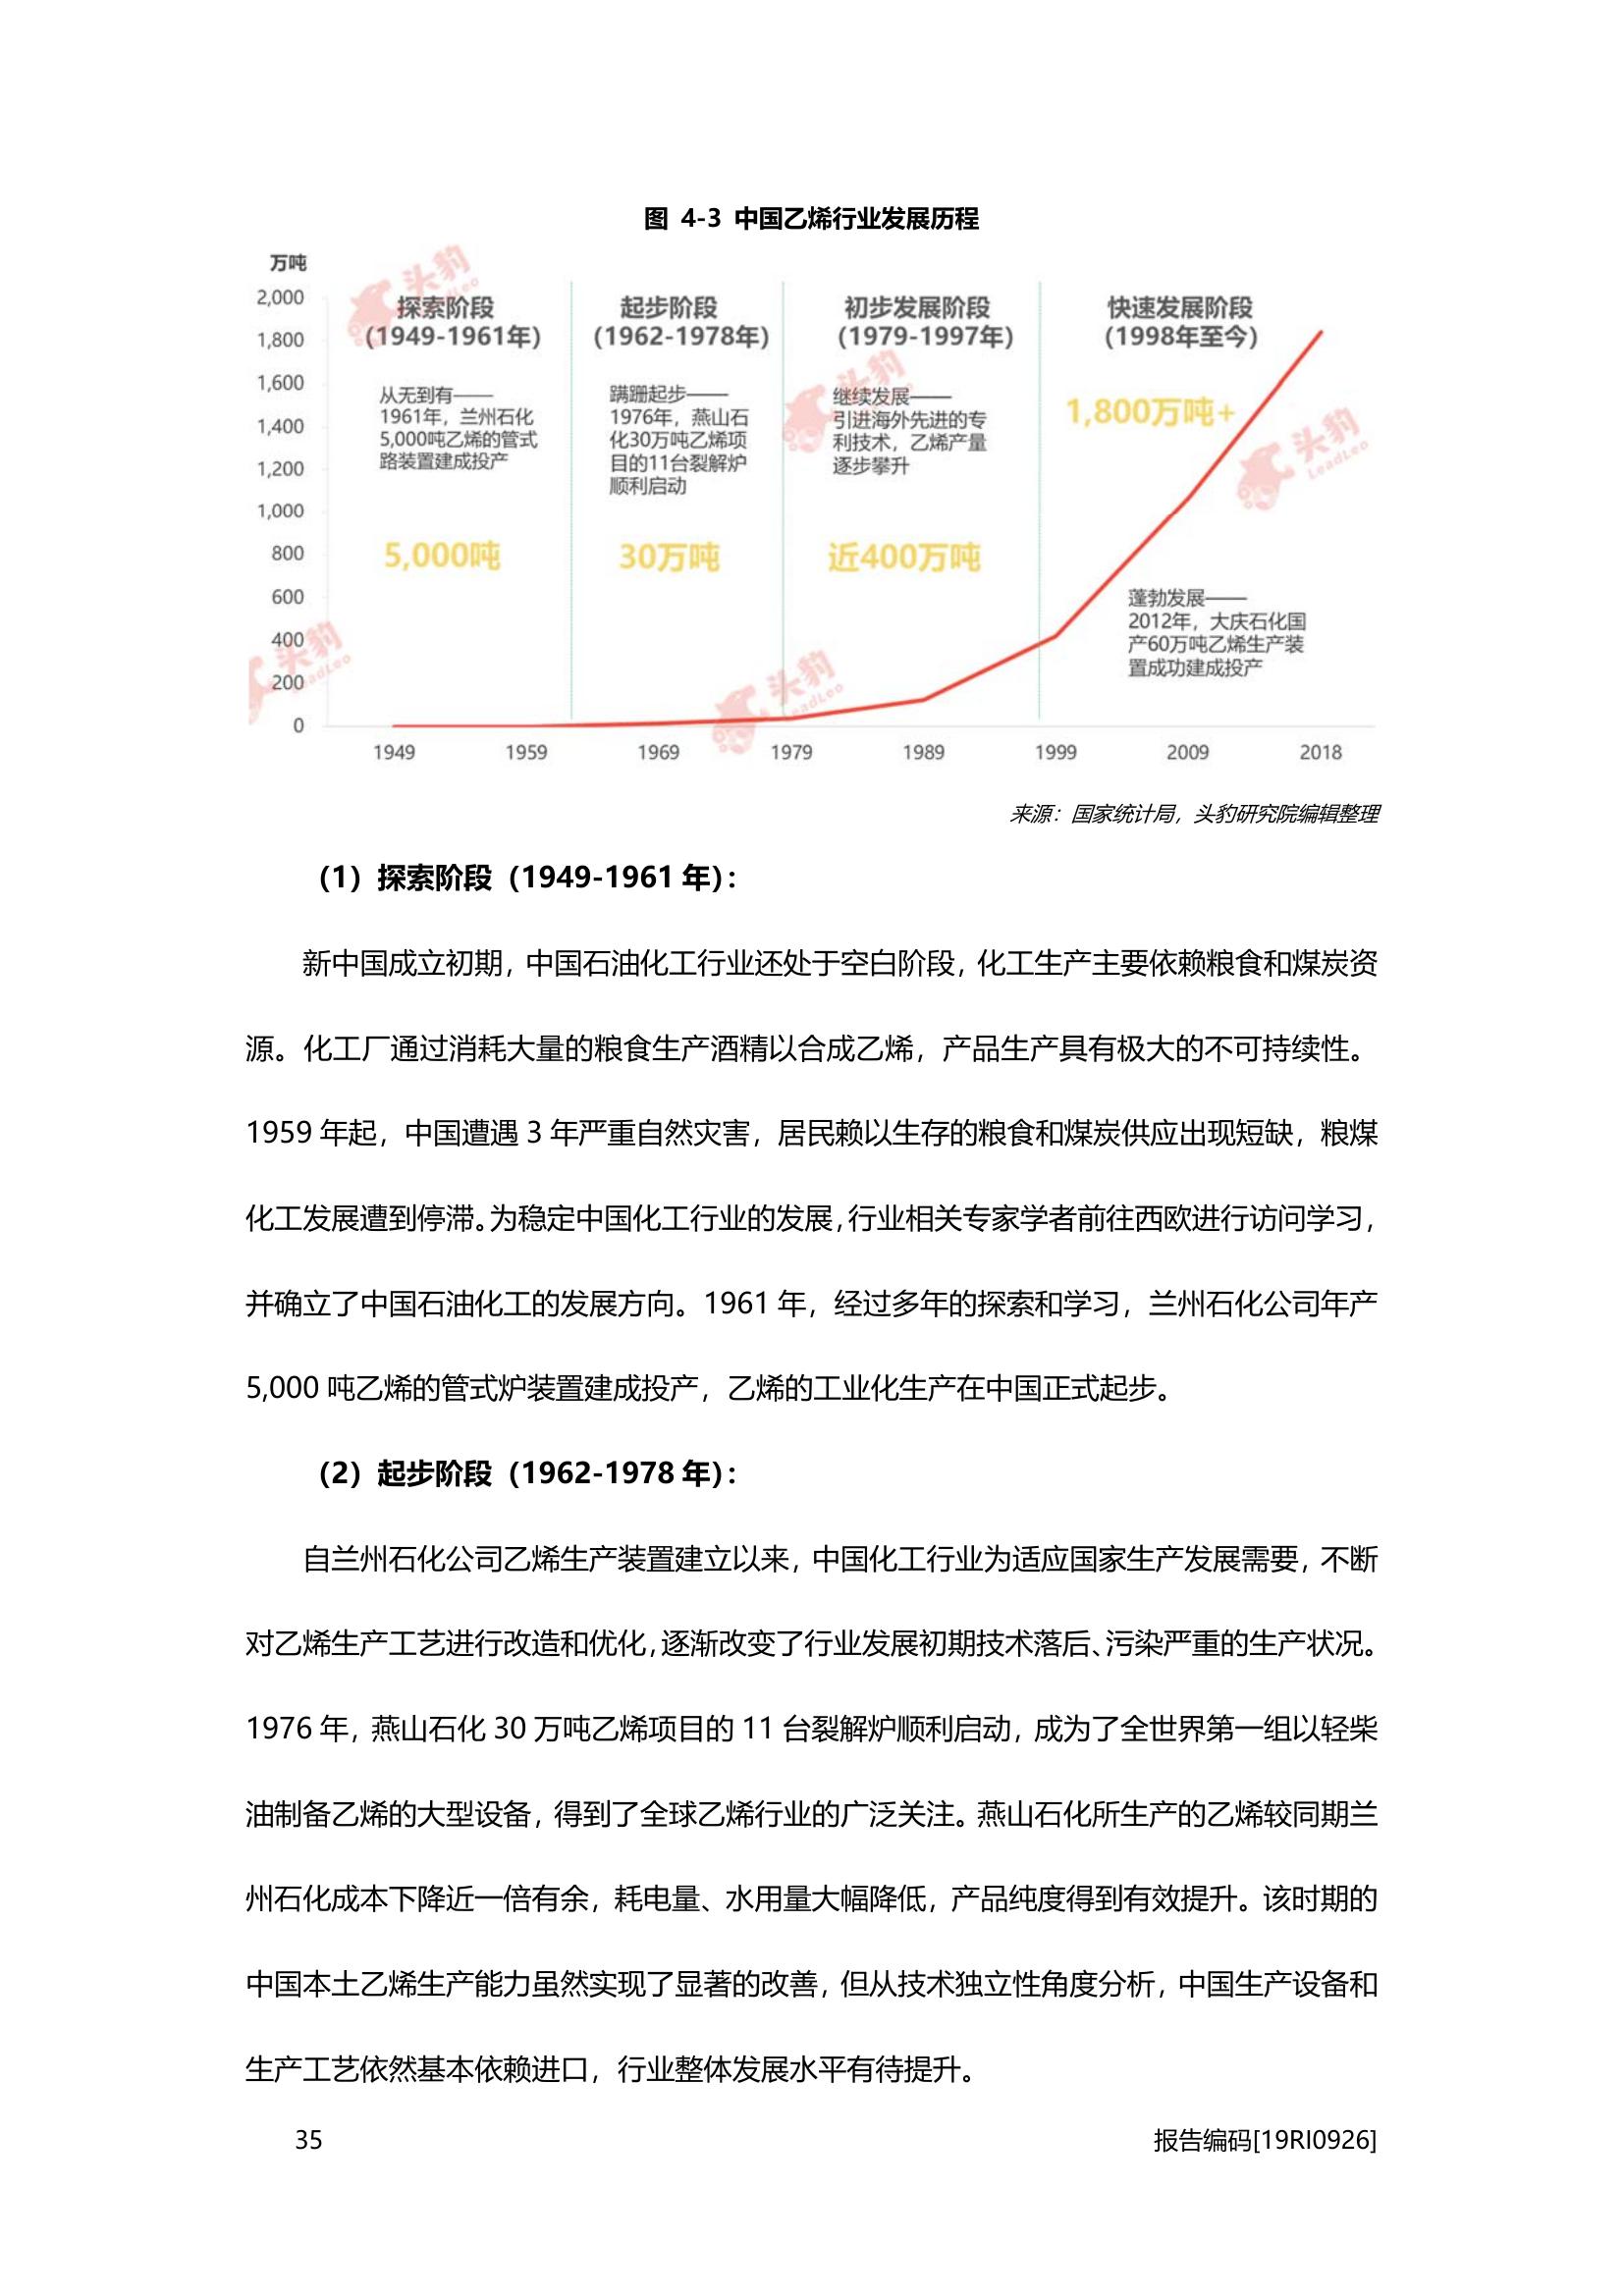 图 4-3 中国乙烯行业发展历程
万吨
2,000
1,800
1,600
1,400
1,200
1,000
800
600
400
200
0
探索阶段
(1949-1961年)
从无到有——
1961年，兰州石化
5,000吨乙烯的管式
路装置建成投产
5,000吨
起步阶段
(1962-1978年)
蹒跚起步——
1976年，燕山石
化30万吨乙烯项
目的11台裂解炉
顺利启动
30万吨
初步发展阶段
(1979-1997年)
继续发展——
引进海外先进的专
利技术，乙烯产量
逐步攀升
近400万吨
快速发展阶段
(1998年至今)
1,800万吨+
蓬勃发展——
2012年，大庆石化国
产60万吨乙烯生产装
置成功建成投产
1949 1959 1969 1979 1989 1999 2009 2018
头豹
LeadLeo
头豹
头豹
LeadLeo
头豹
LeadLeo
头豹
LeadLeo
来源：国家统计局，头豹研究院编辑整理
（1）探索阶段（1949-1961 年）：
新中国成立初期，中国石油化工行业还处于空白阶段，化工生产主要依赖粮食和煤炭资
源。化工厂通过消耗大量的粮食生产酒精以合成乙烯，产品生产具有极大的不可持续性。
1959 年起，中国遭遇 3 年严重自然灾害，居民赖以生存的粮食和煤炭供应出现短缺，粮煤
化工发展遭到停滞。为稳定中国化工行业的发展，行业相关专家学者前往西欧进行访问学习，
并确立了中国石油化工的发展方向。1961 年，经过多年的探索和学习，兰州石化公司年产
5,000 吨乙烯的管式炉装置建成投产，乙烯的工业化生产在中国正式起步。
（2）起步阶段（1962-1978 年）：
自兰州石化公司乙烯生产装置建立以来，中国化工行业为适应国家生产发展需要，不断
对乙烯生产工艺进行改造和优化，逐渐改变了行业发展初期技术落后、污染严重的生产状况。
1976 年，燕山石化 30 万吨乙烯项目的 11 台裂解炉顺利启动，成为了全世界第一组以轻柴
油制备乙烯的大型设备，得到了全球乙烯行业的广泛关注。燕山石化所生产的乙烯较同期兰
州石化成本下降近一倍有余，耗电量、水用量大幅降低，产品纯度得到有效提升。该时期的
中国本土乙烯生产能力虽然实现了显著的改善，但从技术独立性角度分析，中国生产设备和
生产工艺依然基本依赖进口，行业整体发展水平有待提升。
35
报告编码[19RI0926]